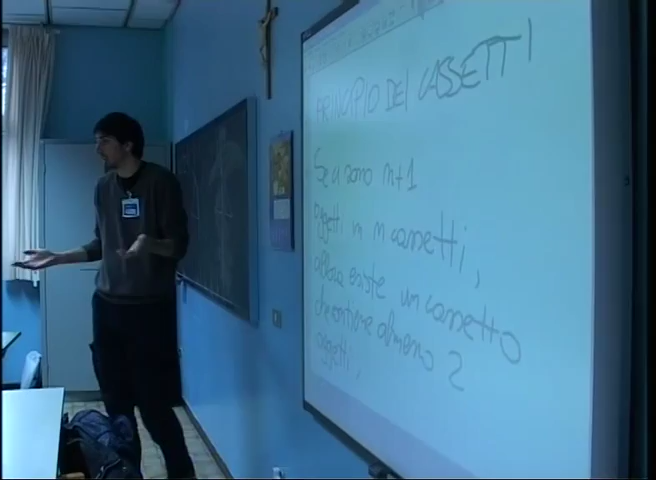 PRINCIPIO DEI CASSETTI
Se ci sono n+1
oggetti in n cassetti,
allora esiste un cassetto
che contiene almeno 2
oggetti.